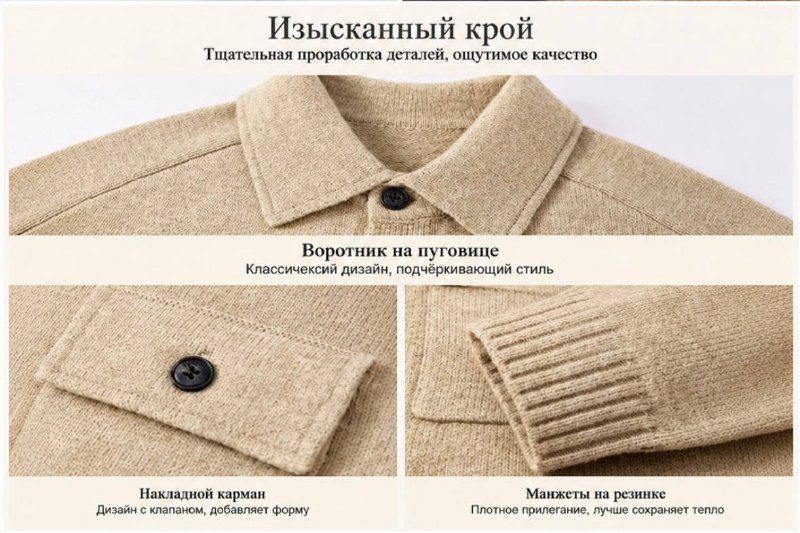 Изысканный крой
Тщательная проработка деталей, ощутимое качество
Воротник на пуговице
Классичексий дизайн, подчёркивающий стиль
Накладной карман
Дизайн с клапаном, добавляет форму
Манжеты на резинке
Плотное прилегание, лучше сохраняет тепло